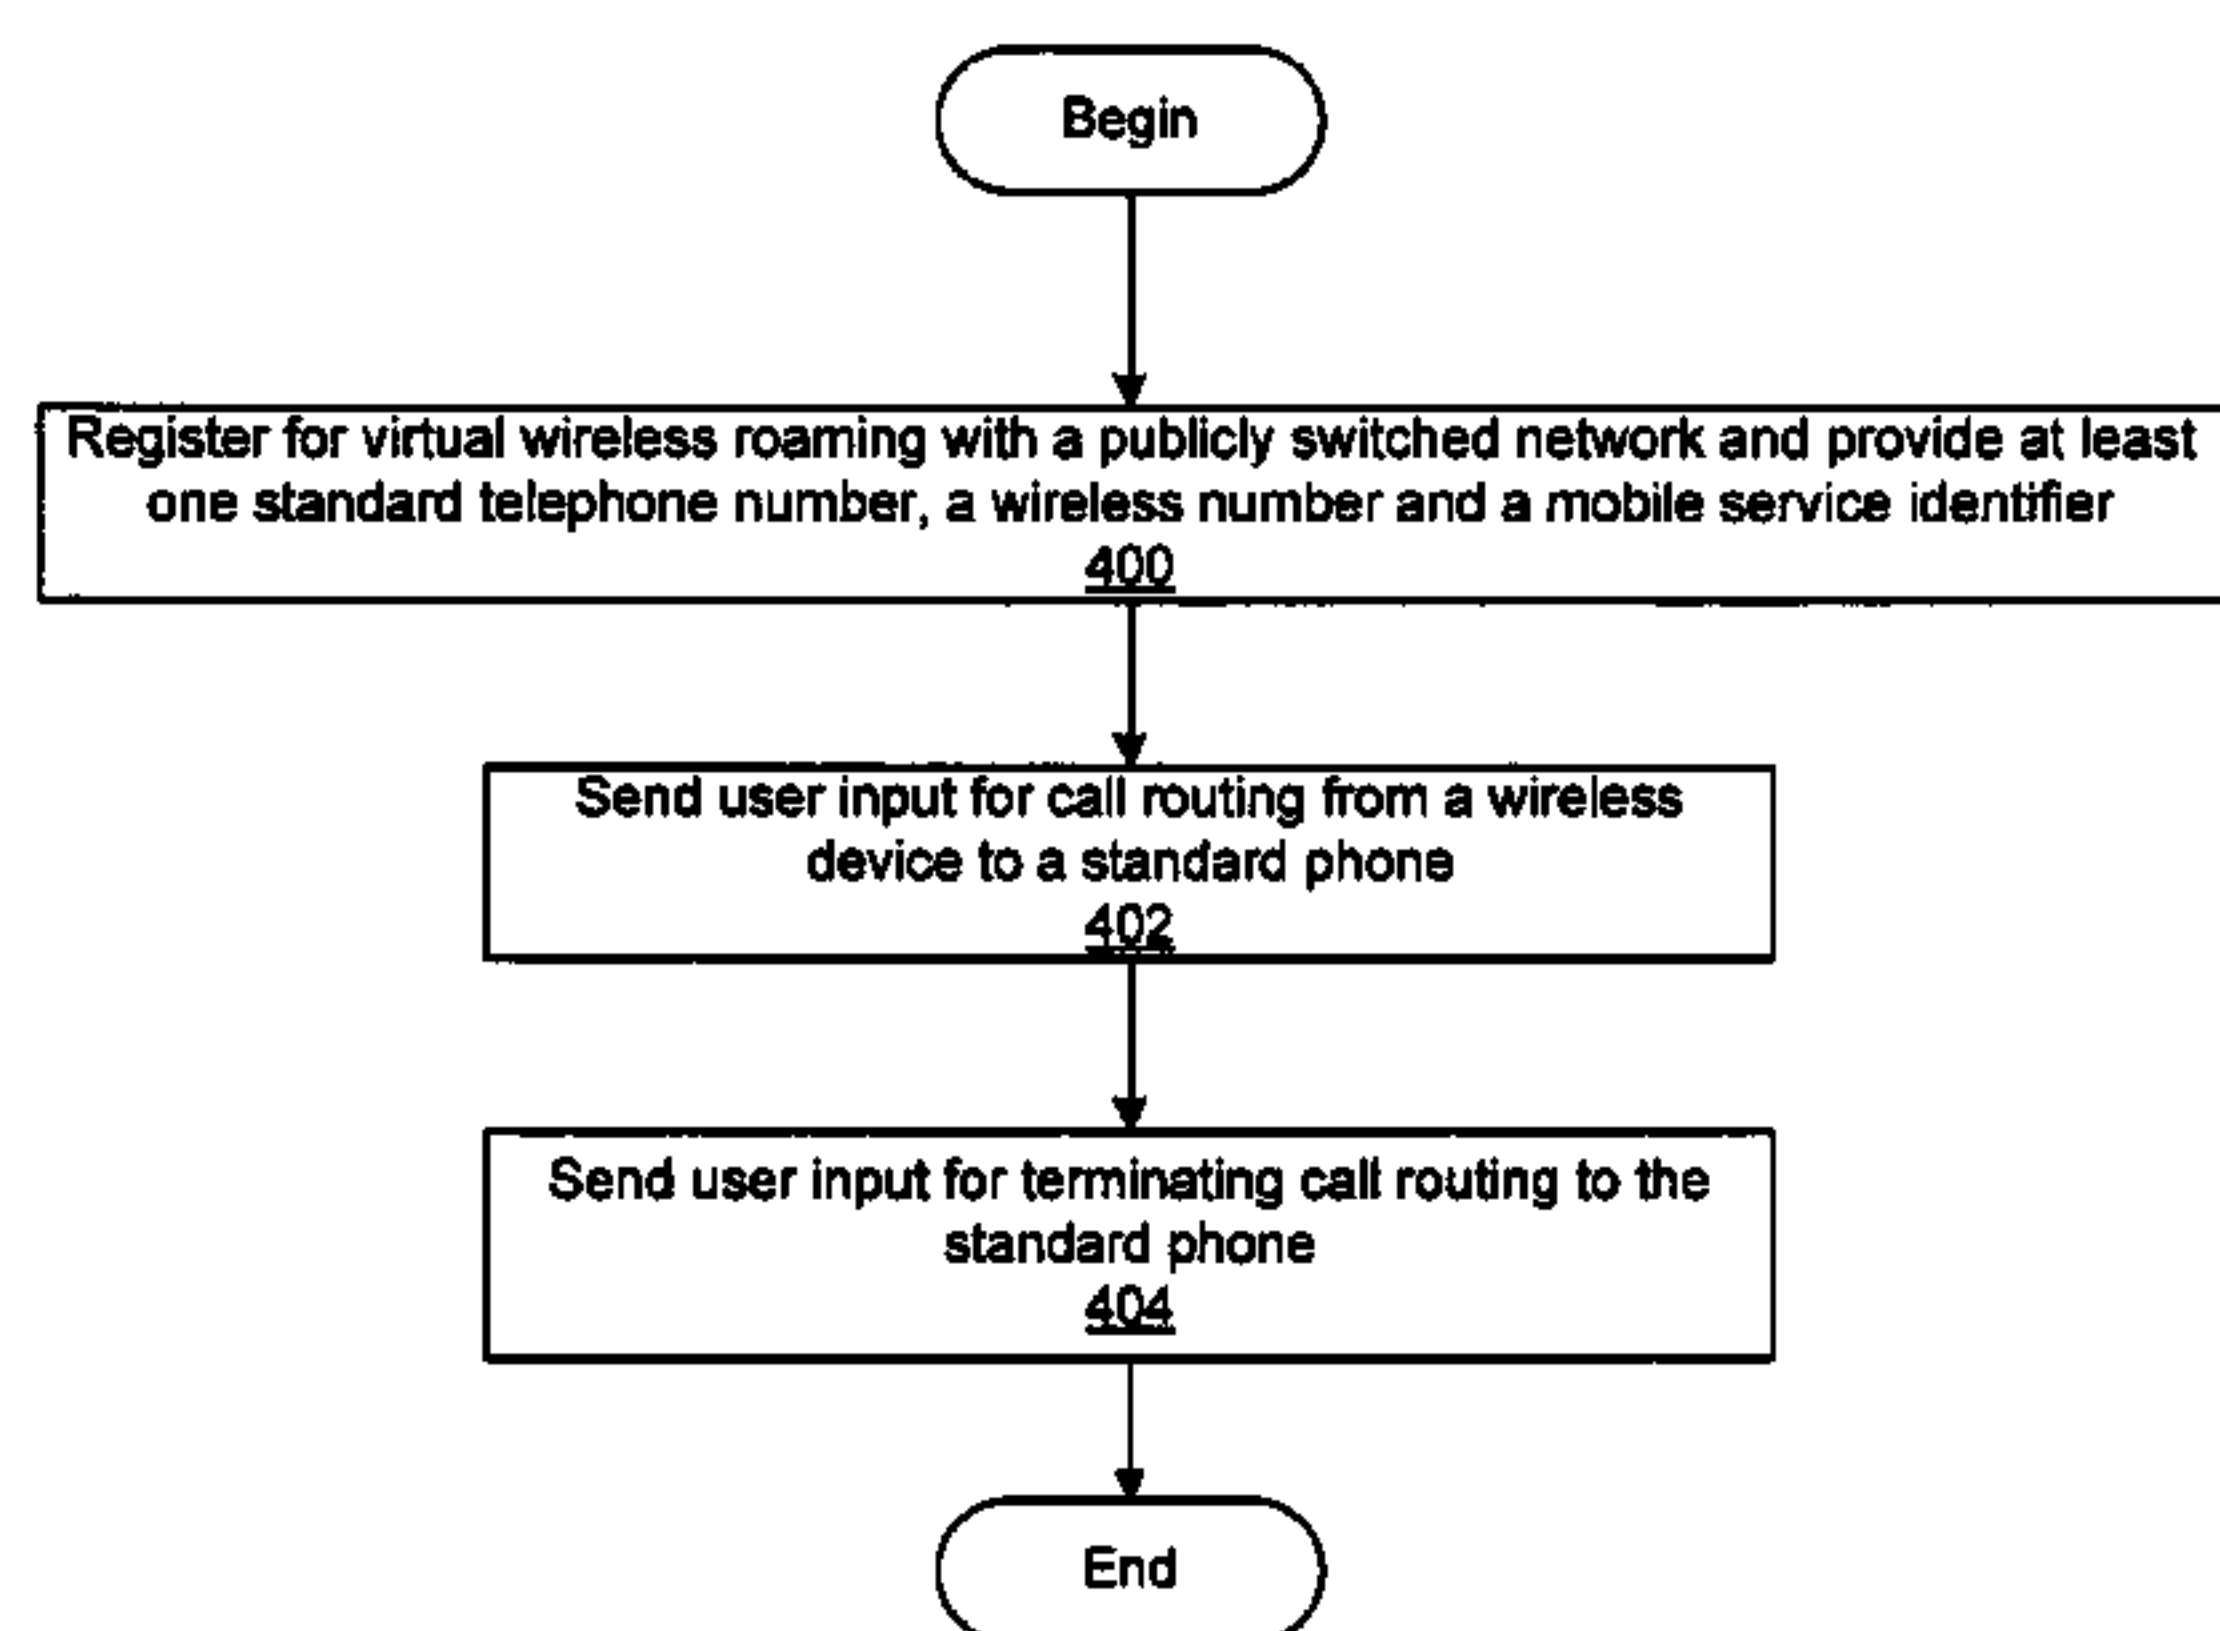 Begin
Register for virtual wireless roaming with a publicly switched network and provide at least
one standard telephone number, a wireless number and a mobile service identifier
400
Send user input for call routing from a wireless
device to a standard phone
402
Send user input for terminating call routing to the
standard phone
404
End